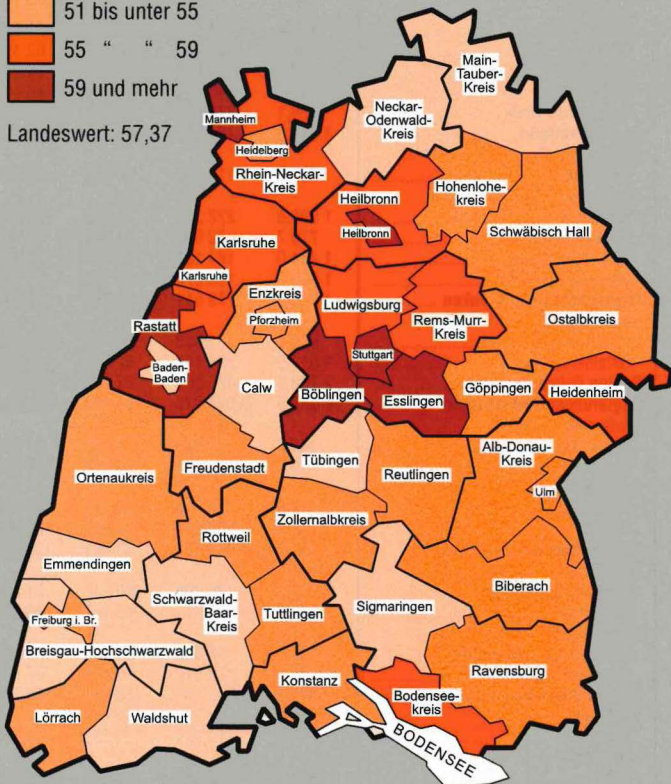 51 bis unter 55
55 “ “ 59
59 und mehr
Landeswert: 57,37
Main-
Tauber-
Kreis
Neckar-
Odenwald-
Kreis
Mannheim
Heidelberg
Rhein-Neckar-
Kreis
Heilbronn
Heilbronn
Hohenlohe-
kreis
Schwäbisch Hall
Karlsruhe
Karlsruhe
Enzkreis
Pforzheim
Ludwigsburg
Rems-Murr-
Kreis
Ostalbkreis
Rastatt
Baden-
Baden
Calw
Stuttgart
Böblingen
Esslingen
Göppingen
Heidenheim
Ortenaukreis
Freudenstadt
Tübingen
Reutlingen
Alb-Donau-
Kreis
Ulm
Rottweil
Zollernalbkreis
Emmendingen
Schwarzwald-
Baar-
Kreis
Tuttlingen
Sigmaringen
Biberach
Freiburg i. Br.
Breisgau-Hochschwarzwald
Lörrach
Waldshut
Konstanz
Bodensee-
kreis
Ravensburg
BODENSEE